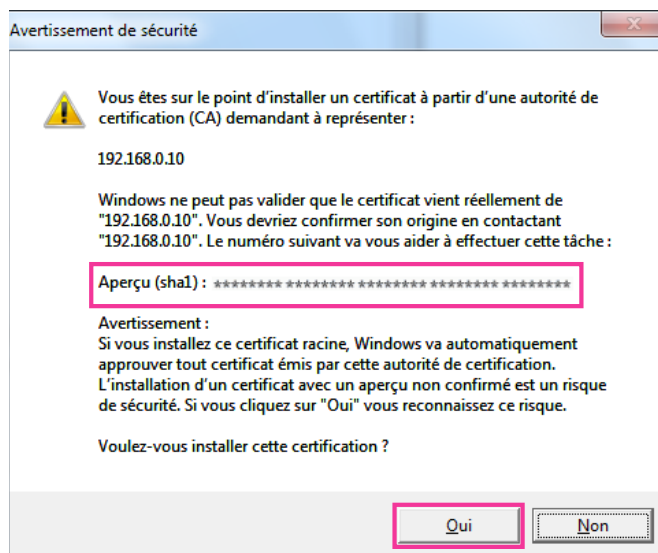 Avertissement de sécurité
Vous êtes sur le point d'installer un certificat à partir d'une autorité de
certification (CA) demandant à représenter :
192.168.0.10
Windows ne peut pas valider que le certificat vient réellement de
"192.168.0.10". Vous devriez confirmer son origine en contactant
"192.168.0.10". Le numéro suivant va vous aider à effectuer cette tâche :
Aperçu (sha1) : ******** ******** ******** ******** ********
Avertissement :
Si vous installez ce certificat racine, Windows va automatiquement
approuver tout certificat émis par cette autorité de certification.
L'installation d'un certificat avec un aperçu non confirmé est un risque
de sécurité. Si vous cliquez sur "Oui" vous reconnaissez ce risque.
Voulez-vous installer cette certification ?
Oui
Non